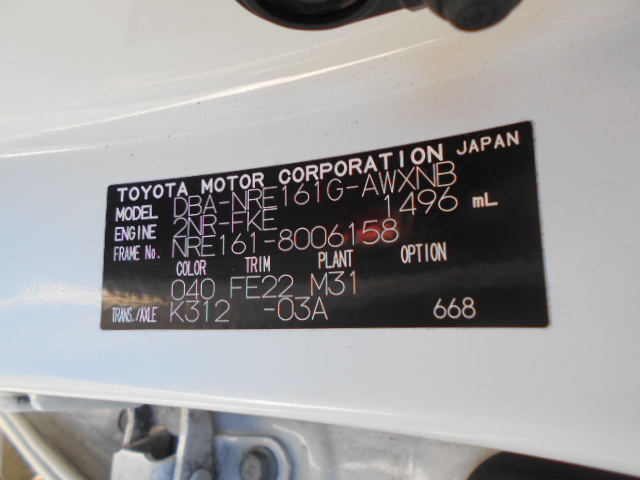 TOYOTA MOTOR CORPORATION JAPAN
MODEL DBA-NRE161G-AWXNB
ENGINE 2NR-FKE 1496 mL
FRAME No. NRE161-8006158
COLOR TRIM PLANT OPTION
040 FE22 M31
TRANS./AXLE K312 -03A 668